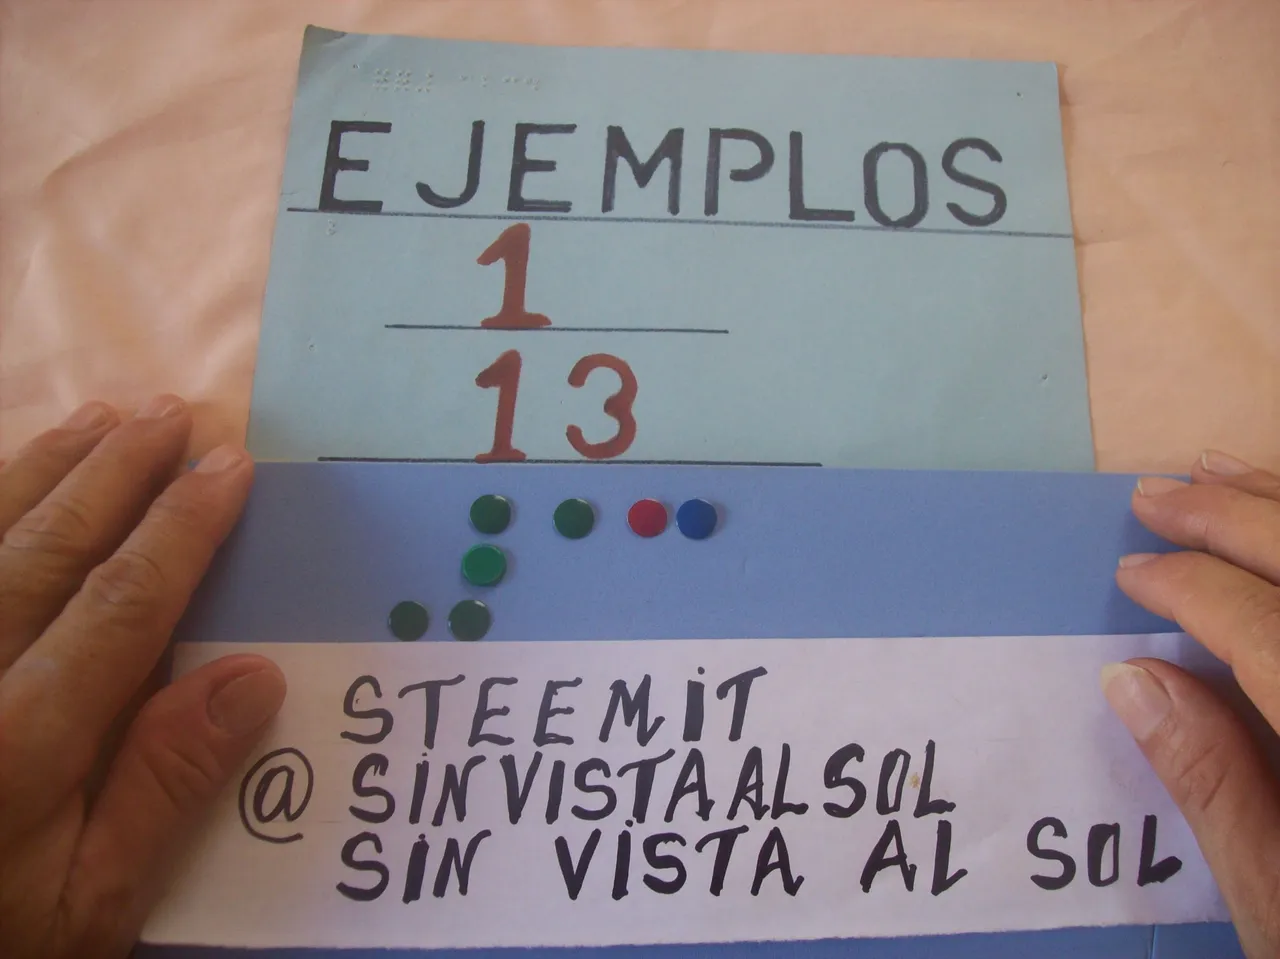 EJEMPLOS
1
13
STEEMiT
@SiNViSTAALSOL
SiN ViSTA AL SOL